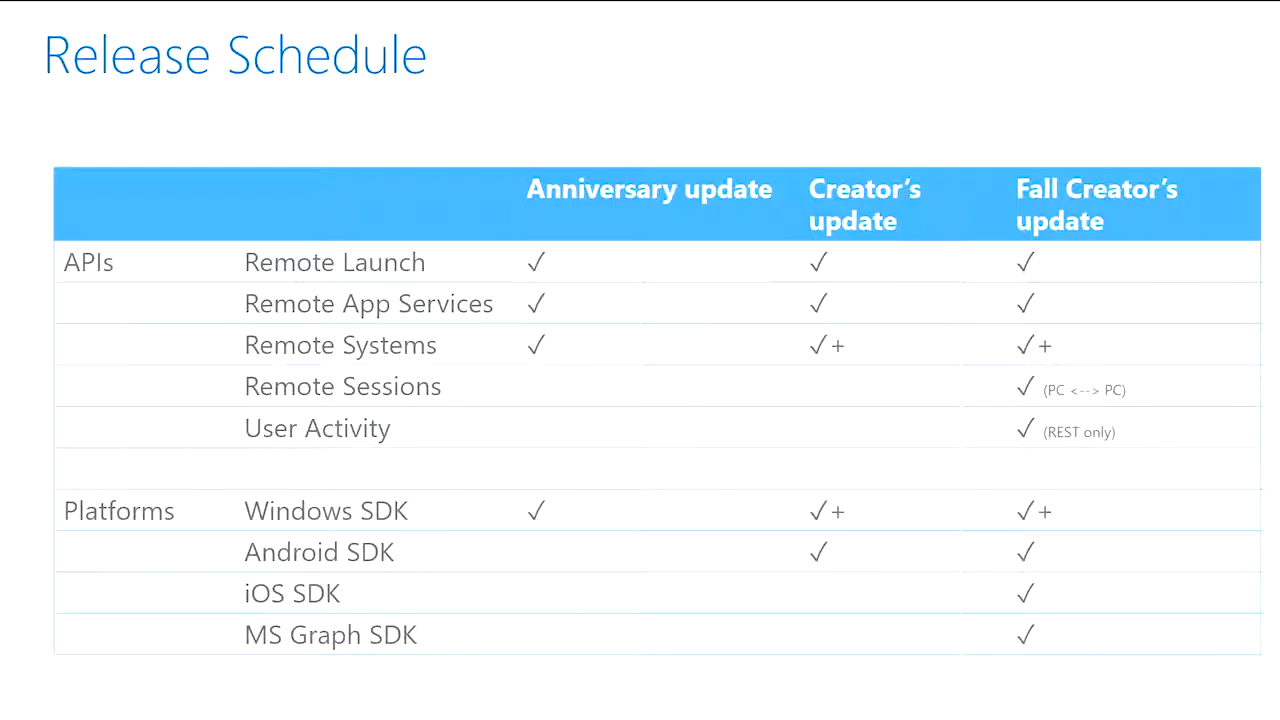 Release Schedule
Anniversary update Creator's update Fall Creator's update
APIs Remote Launch ✓ ✓ ✓
Remote App Services ✓ ✓ ✓
Remote Systems ✓ ✓+ ✓+
Remote Sessions ✓ (PC <--> PC)
User Activity ✓ (REST only)
Platforms Windows SDK ✓ ✓+ ✓+
Android SDK ✓ ✓
iOS SDK ✓
MS Graph SDK ✓